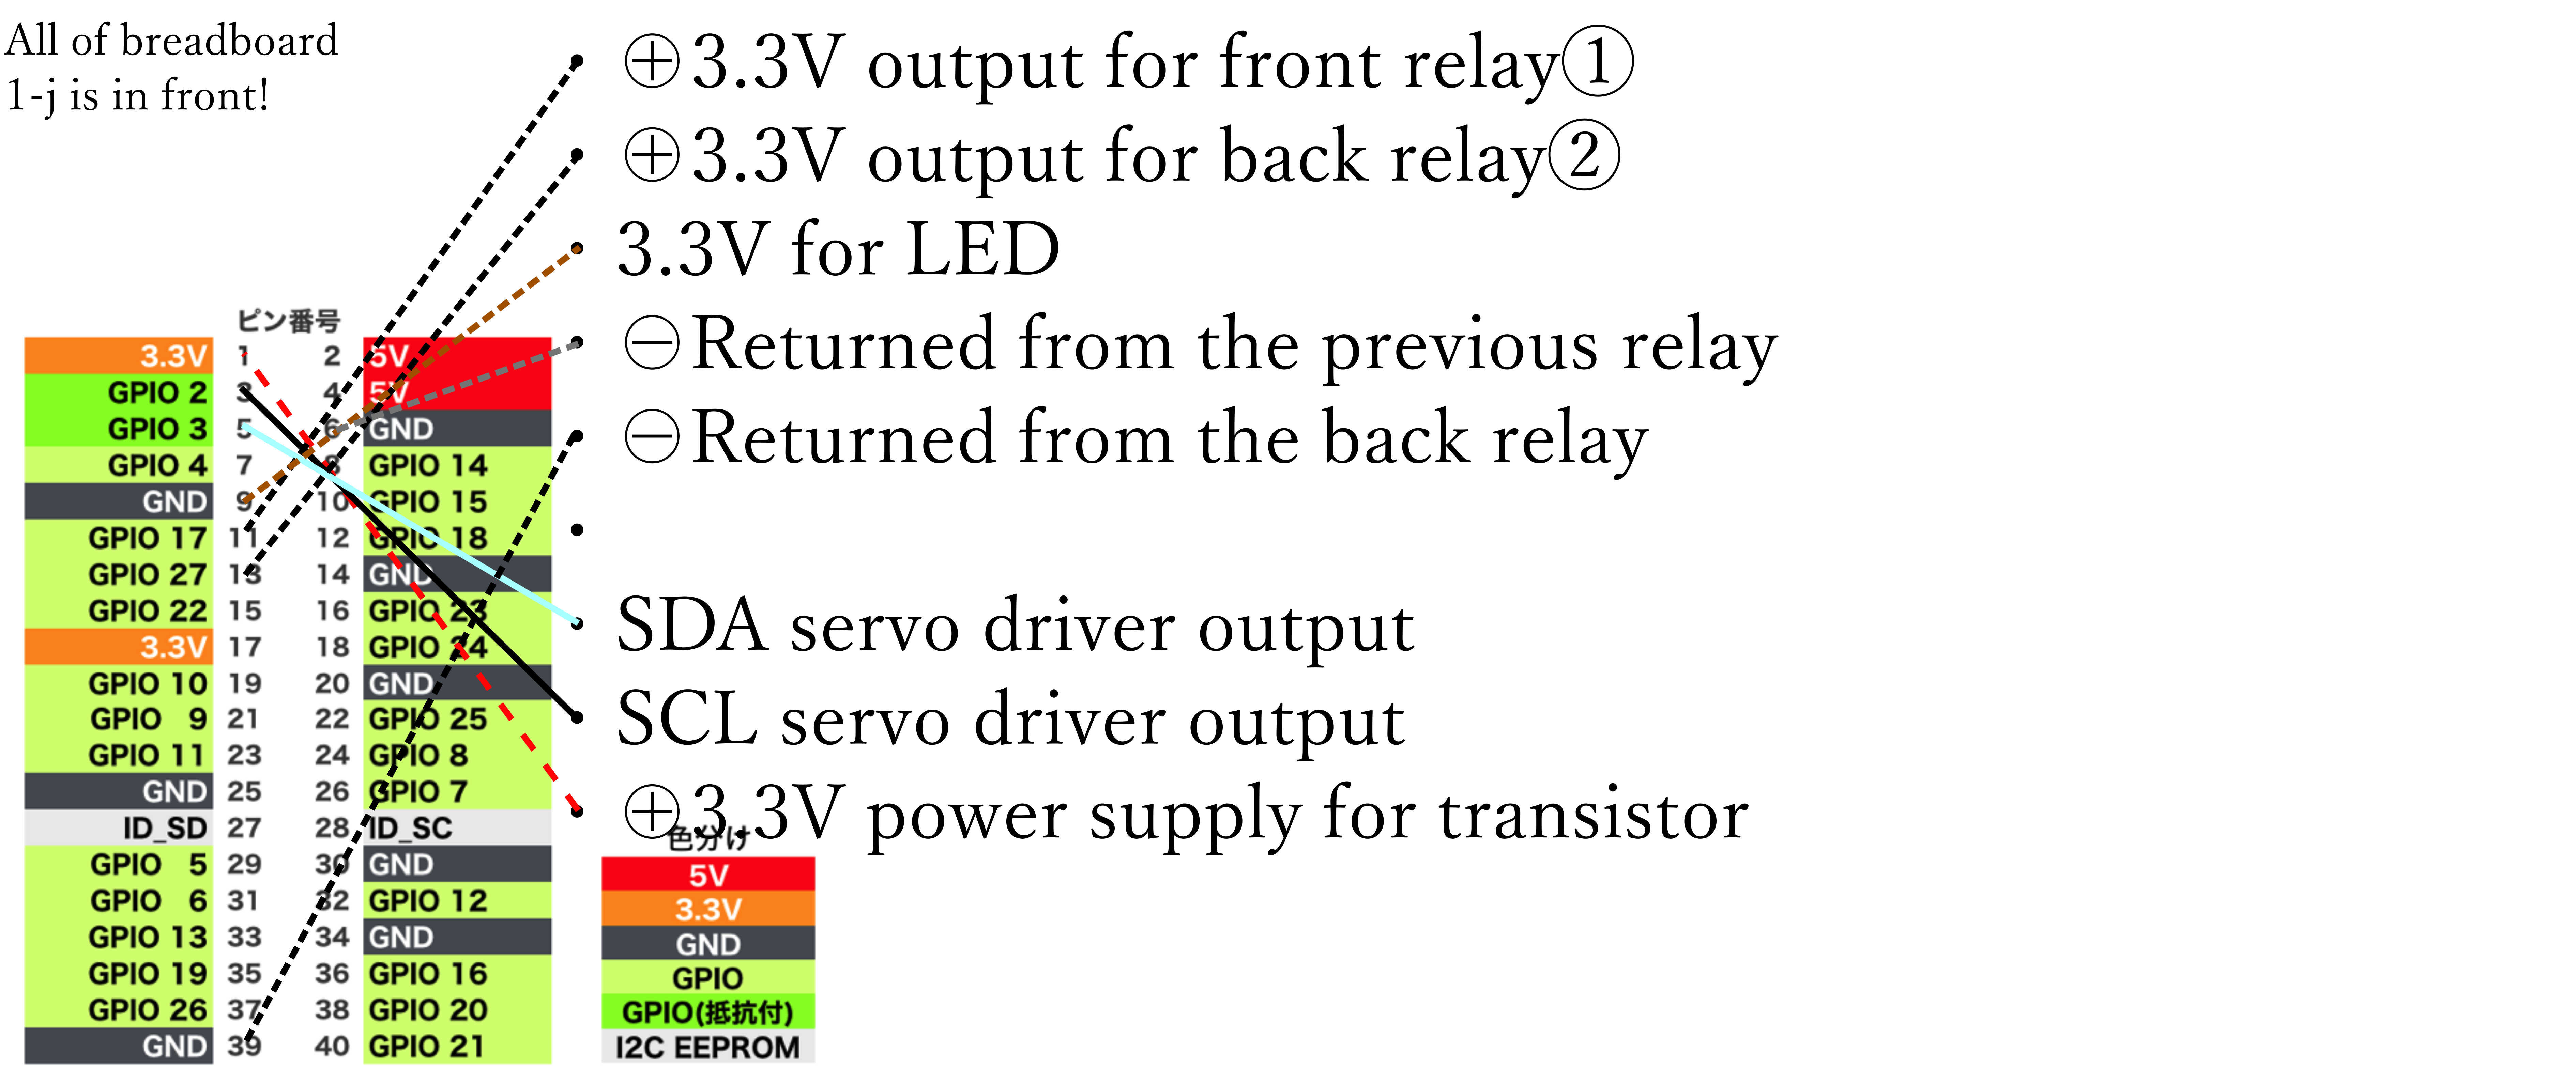 All of breadboard
1-j is in front!
⊕3.3V output for front relay①
⊕3.3V output for back relay②
3.3V for LED
⊖Returned from the previous relay
⊖Returned from the back relay
SDA servo driver output
SCL servo driver output
⊕3.3V power supply for transistor
ピン番号
3.3V 1 2 5V
GPIO 2 3 4 5V
GPIO 3 5 6 GND
GPIO 4 7 8 GPIO 14
GND 9 10 GPIO 15
GPIO 17 11 12 GPIO 18
GPIO 27 13 14 GND
GPIO 22 15 16 GPIO 23
3.3V 17 18 GPIO 24
GPIO 10 19 20 GND
GPIO 9 21 22 GPIO 25
GPIO 11 23 24 GPIO 8
GND 25 26 GPIO 7
ID_SD 27 28 ID_SC
GPIO 5 29 30 GND
GPIO 6 31 32 GPIO 12
GPIO 13 33 34 GND
GPIO 19 35 36 GPIO 16
GPIO 26 37 38 GPIO 20
GND 39 40 GPIO 21
色分け
5V
3.3V
GND
GPIO
GPIO(抵抗付)
I2C EEPROM